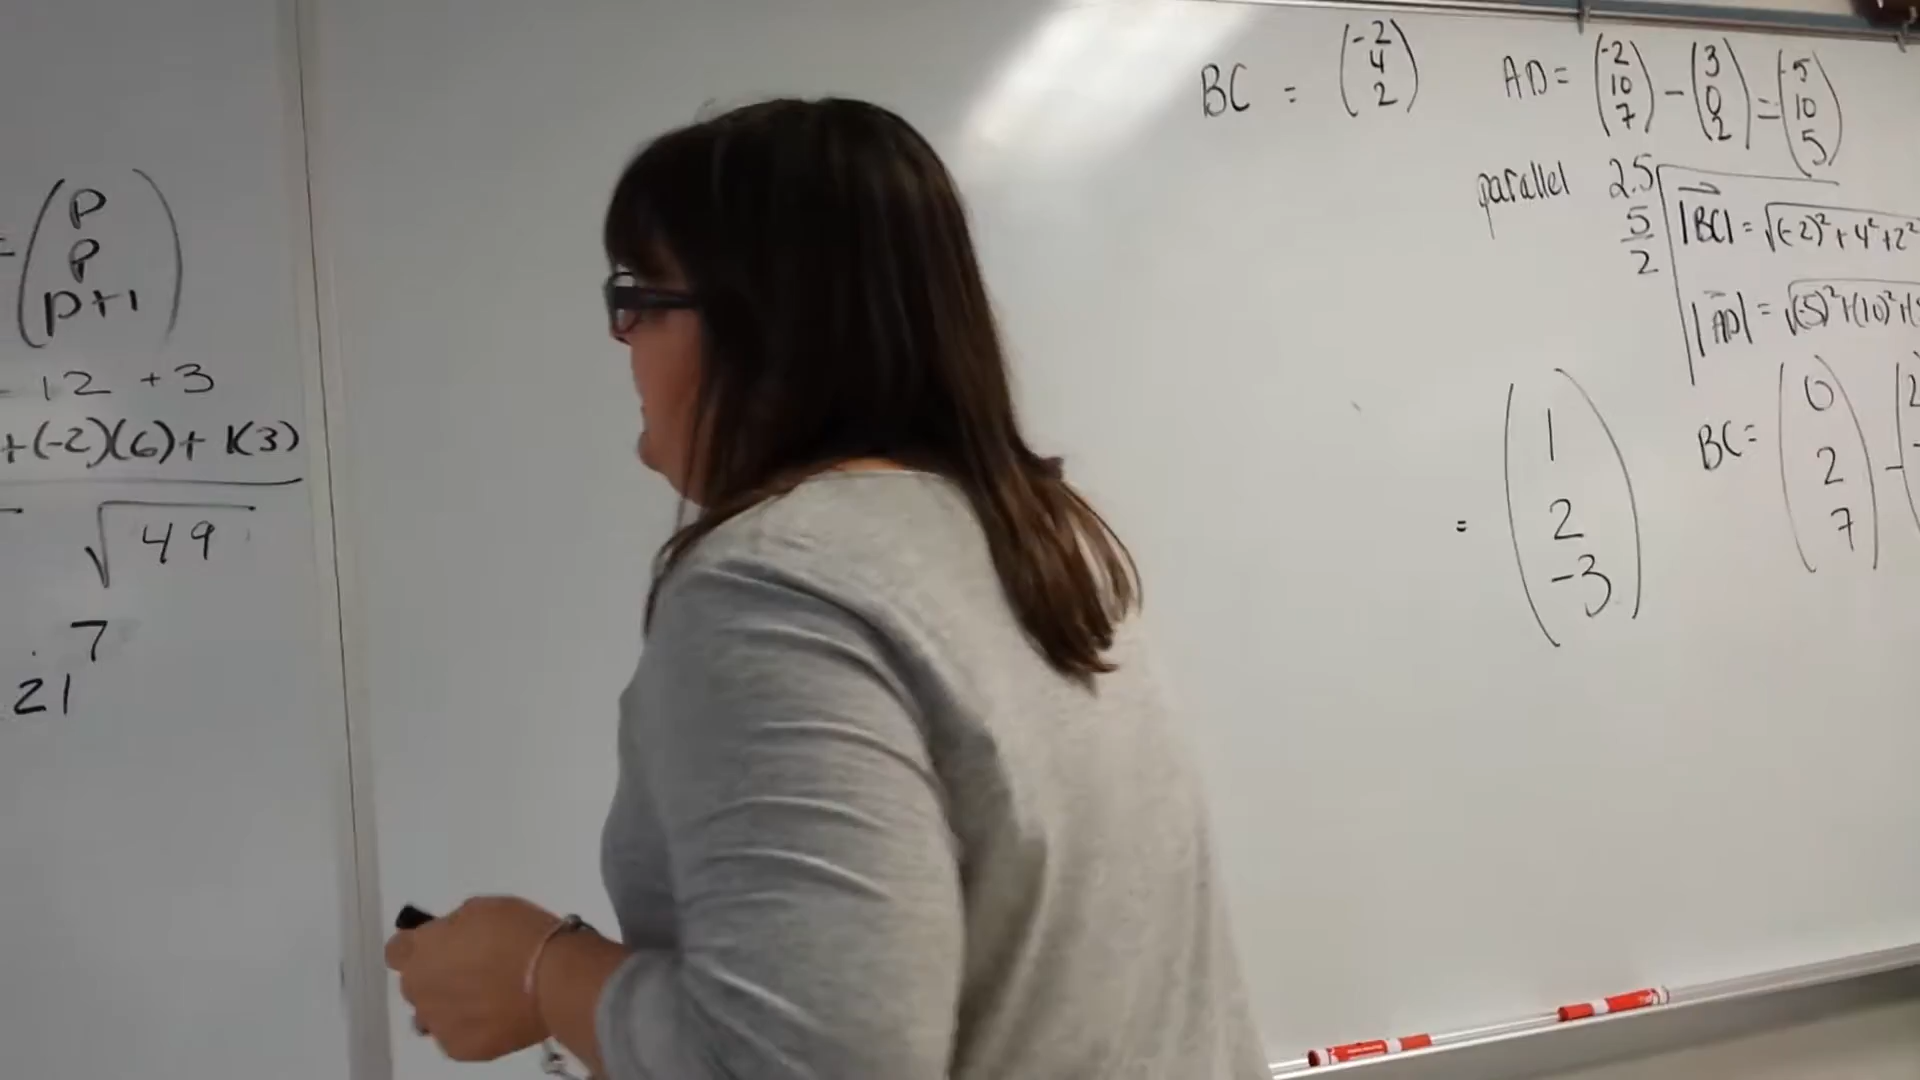 = (p
p
p+1)
- 12 + 3
+(-2)(6)+ 1(3)
√49
7
21
BC = (-2
4
2)
AD = (-2
10
7) - (3
0
2) = (-5
10
5)
parallel 2.5
5
2
|BC| = √(-2)²+4²+2²
|AD| = √(-5)²+(10)²+(
= (1
2
-3)
BC = (0
2
7) - (2